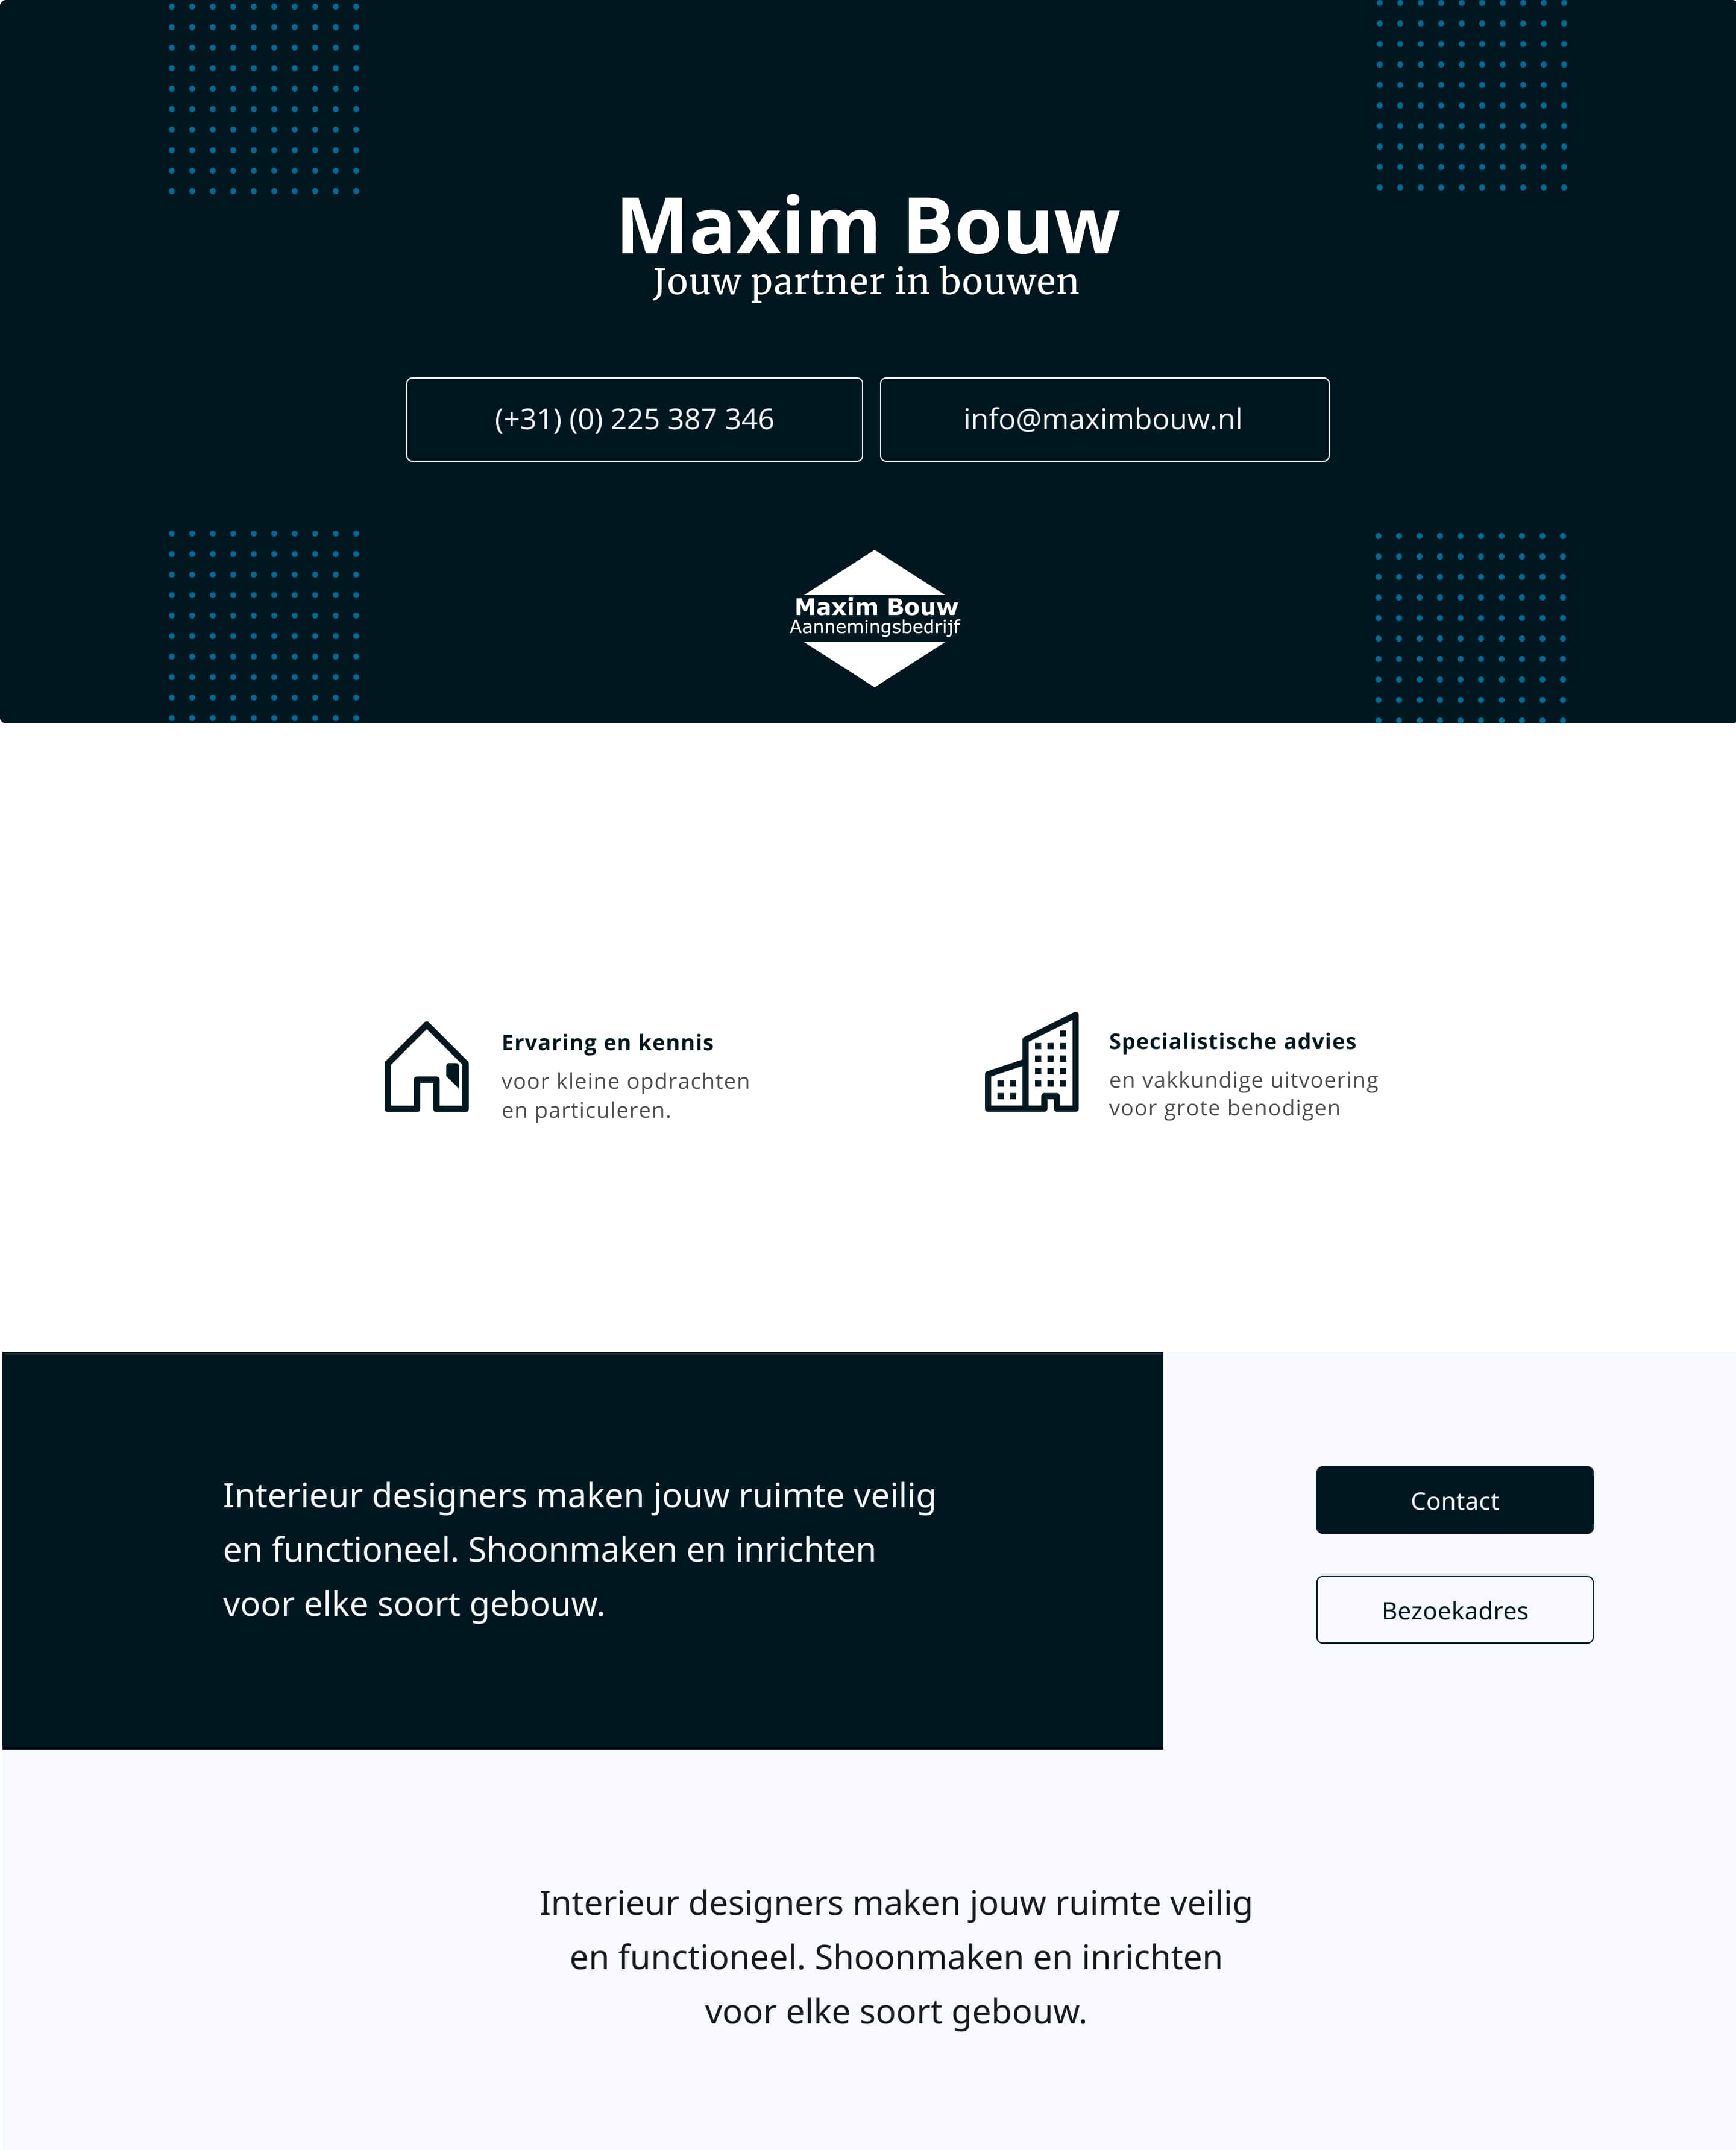 Maxim Bouw
Jouw partner in bouwen
(+31) (0) 225 387 346
info@maximbouw.nl
Maxim Bouw
Aannemingsbedrijf
Ervaring en kennis
voor kleine opdrachten
en particuleren.
Specialistische advies
en vakkundige uitvoering
voor grote benodigen
Interieur designers maken jouw ruimte veilig
en functioneel. Shoonmaken en inrichten
voor elke soort gebouw.
Contact
Bezoekadres
Interieur designers maken jouw ruimte veilig
en functioneel. Shoonmaken en inrichten
voor elke soort gebouw.